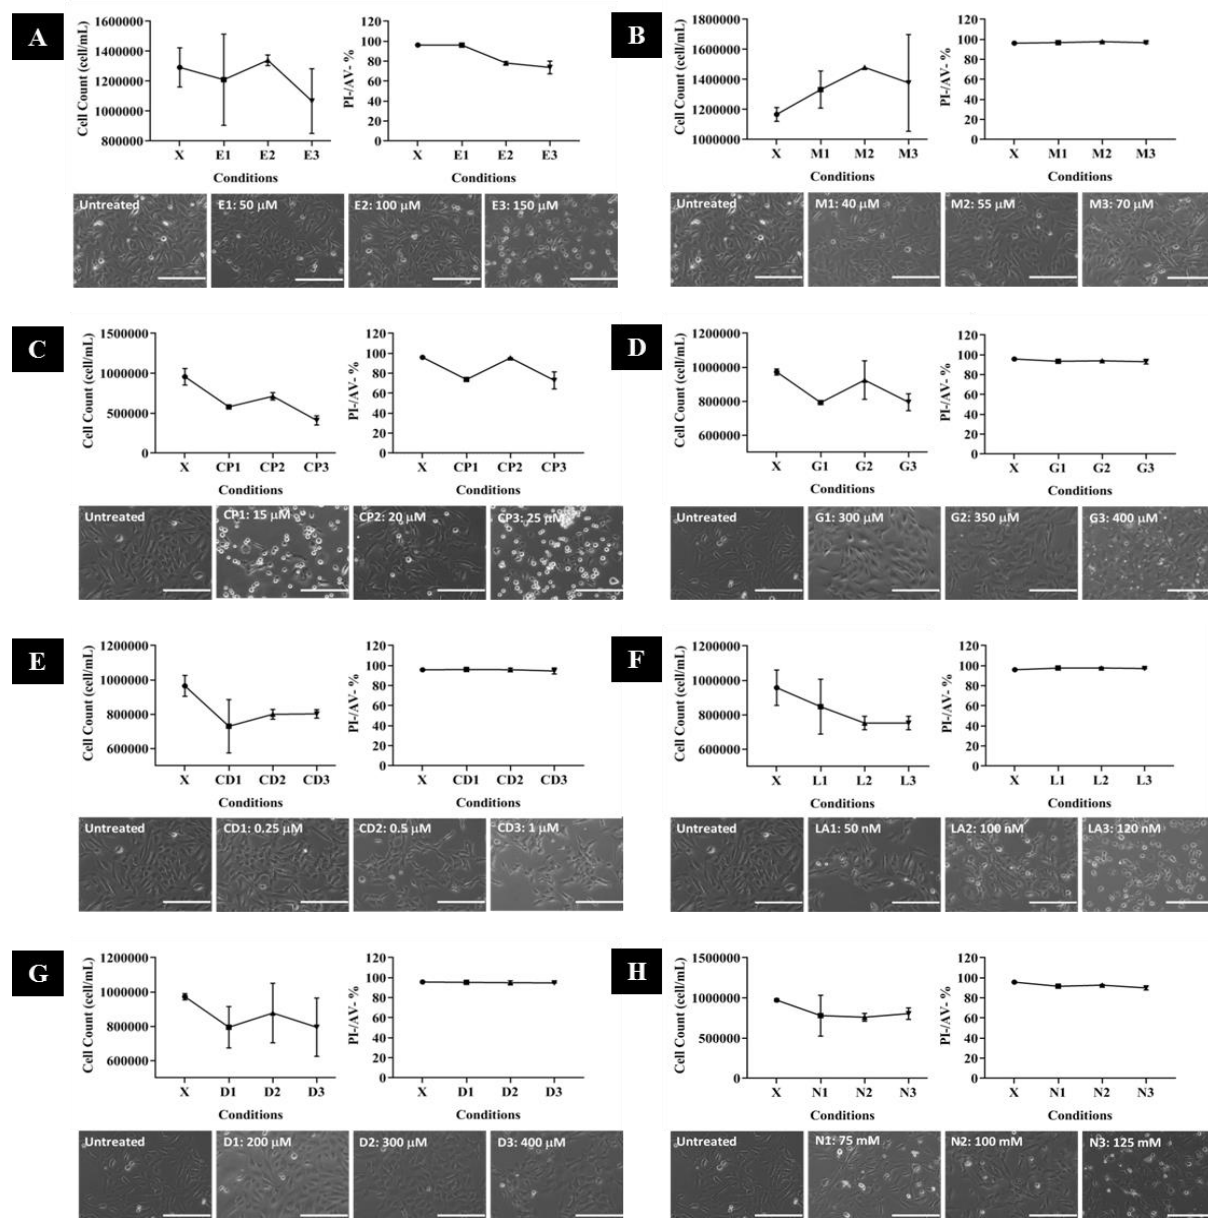 A
Cell Count (cell/mL)
1600000
1400000
1200000
1000000
800000
X E1 E2 E3
Conditions
PI-/AV- %
120
100
80
60
40
20
0
X E1 E2 E3
Conditions
Untreated
E1: 50 μM
E2: 100 μM
E3: 150 μM
B
Cell Count (cell/mL)
1800000
1600000
1400000
1200000
1000000
X M1 M2 M3
Conditions
PI-/AV- %
120
100
80
60
40
20
0
X M1 M2 M3
Conditions
Untreated
M1: 40 μM
M2: 55 μM
M3: 70 μM
C
Cell Count (cell/mL)
1500000
1000000
500000
0
X CP1 CP2 CP3
Conditions
PI-/AV- %
120
100
80
60
40
20
0
X CP1 CP2 CP3
Conditions
Untreated
CP1: 15 μM
CP2: 20 μM
CP3: 25 μM
D
Cell Count (cell/mL)
1200000
1000000
800000
600000
X G1 G2 G3
Conditions
PI-/AV- %
120
100
80
60
40
20
0
X G1 G2 G3
Conditions
Untreated
G1: 300 μM
G2: 350 μM
G3: 400 μM
E
Cell Count (cell/mL)
1200000
1000000
800000
600000
X CD1 CD2 CD3
Conditions
PI-/AV- %
120
100
80
60
40
20
0
X CD1 CD2 CD3
Conditions
Untreated
CD1: 0.25 μM
CD2: 0.5 μM
CD3: 1 μM
F
Cell Count (cell/mL)
1200000
1000000
800000
600000
X L1 L2 L3
Conditions
PI-/AV- %
120
100
80
60
40
20
0
X L1 L2 L3
Conditions
Untreated
LA1: 50 nM
LA2: 100 nM
LA3: 120 nM
G
Cell Count (cell/mL)
1200000
1000000
800000
600000
X D1 D2 D3
Conditions
PI-/AV- %
120
100
80
60
40
20
0
X D1 D2 D3
Conditions
Untreated
D1: 200 μM
D2: 300 μM
D3: 400 μM
H
Cell Count (cell/mL)
1500000
1000000
500000
0
X N1 N2 N3
Conditions
PI-/AV- %
120
100
80
60
40
20
0
X N1 N2 N3
Conditions
Untreated
N1: 75 mM
N2: 100 mM
N3: 125 mM